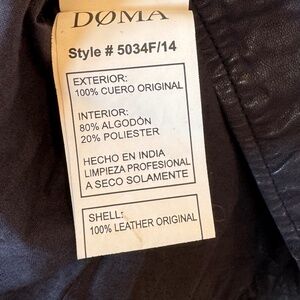 DØMA
Style # 5034F/14
EXTERIOR:
100% CUERO ORIGINAL
INTERIOR:
80% ALGODÓN
20% POLIESTER
HECHO EN INDIA
LIMPIEZA PROFESIONAL
A SECO SOLAMENTE
SHELL:
100% LEATHER ORIGINAL